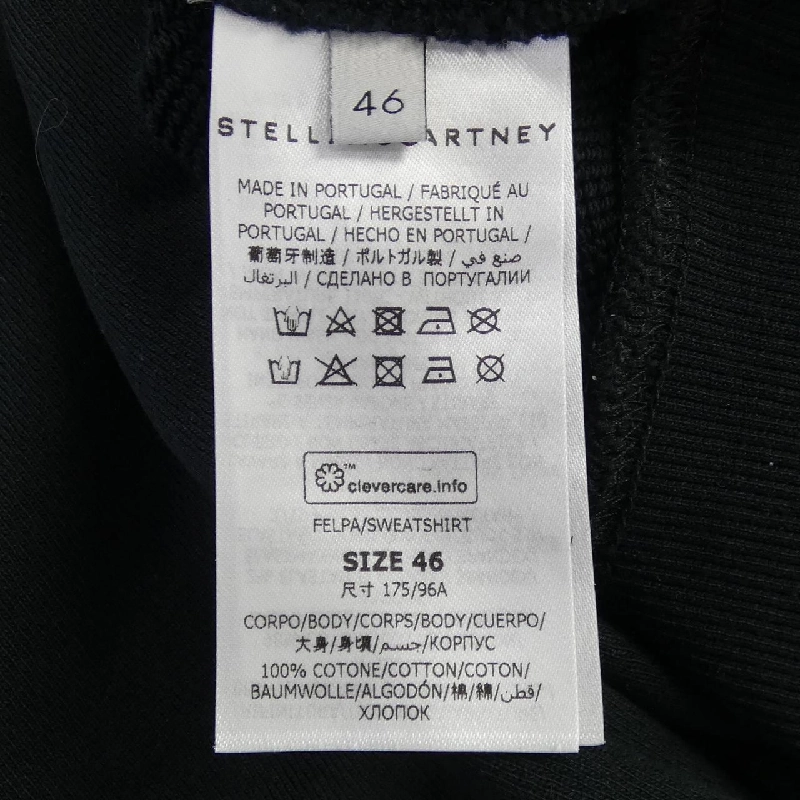 46
STELL CARTNEY
MADE IN PORTUGAL / FABRIQUÉ AU
PORTUGAL / HERGESTELLT IN
PORTUGAL / HECHO EN PORTUGAL /
葡萄牙制造 / ポルトガル製 / صنع في
البرتغال / СДЕЛАНО В ПОРТУГАЛИИ
clevercare.info
FELPA/SWEATSHIRT
SIZE 46
尺寸 175/96A
CORPO/BODY/CORPS/BODY/CUERPO/
大身/身頃/جسم/КОРПУС
100% COTONE/COTTON/COTON/
BAUMWOLLE/ALGODÓN/棉/綿/قطن/
ХЛОПОК